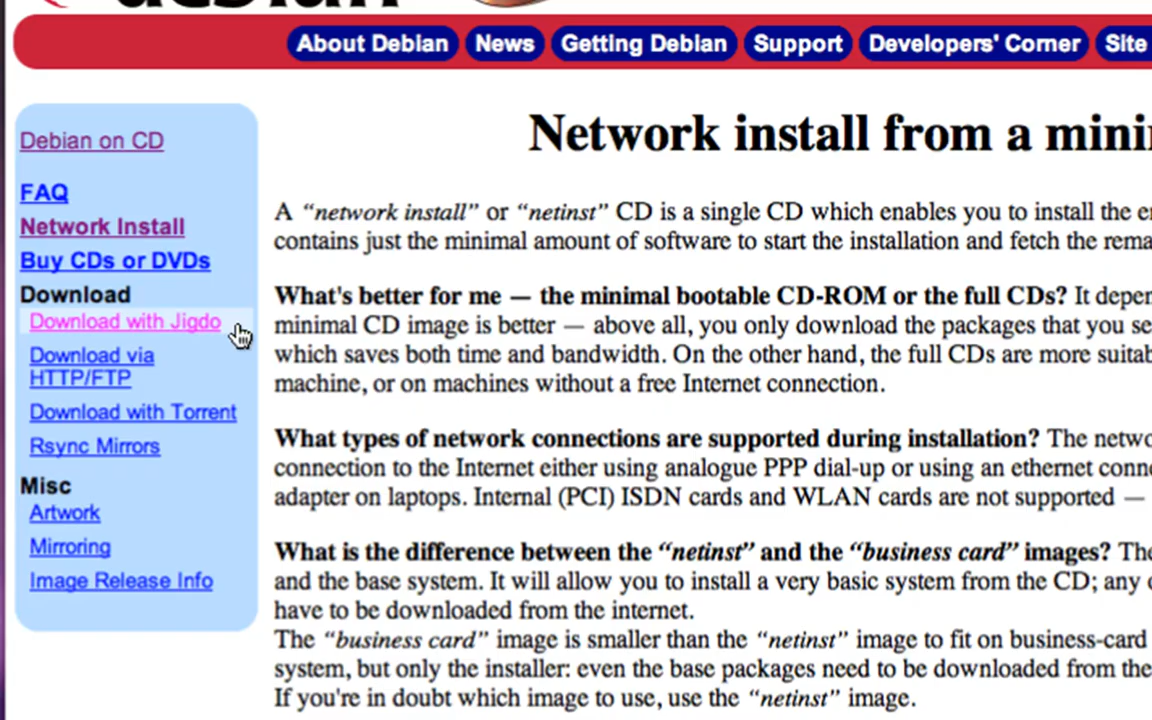 debian
About Debian News Getting Debian Support Developers' Corner Site
Debian on CD
FAQ
Network Install
Buy CDs or DVDs
Download
Download with Jigdo
Download via
HTTP/FTP
Download with Torrent
Rsync Mirrors
Misc
Artwork
Mirroring
Image Release Info
Network install from a mini
A “network install” or “netinst” CD is a single CD which enables you to install the e
contains just the minimal amount of software to start the installation and fetch the rema
What's better for me — the minimal bootable CD-ROM or the full CDs? It depen
minimal CD image is better — above all, you only download the packages that you se
which saves both time and bandwidth. On the other hand, the full CDs are more suitab
machine, or on machines without a free Internet connection.
What types of network connections are supported during installation? The netwo
connection to the Internet either using analogue PPP dial-up or using an ethernet conne
adapter on laptops. Internal (PCI) ISDN cards and WLAN cards are not supported —
What is the difference between the “netinst” and the “business card” images? The
and the base system. It will allow you to install a very basic system from the CD; any o
have to be downloaded from the internet.
The “business card” image is smaller than the “netinst” image to fit on business-card
system, but only the installer: even the base packages need to be downloaded from the
If you're in doubt which image to use, use the “netinst” image.